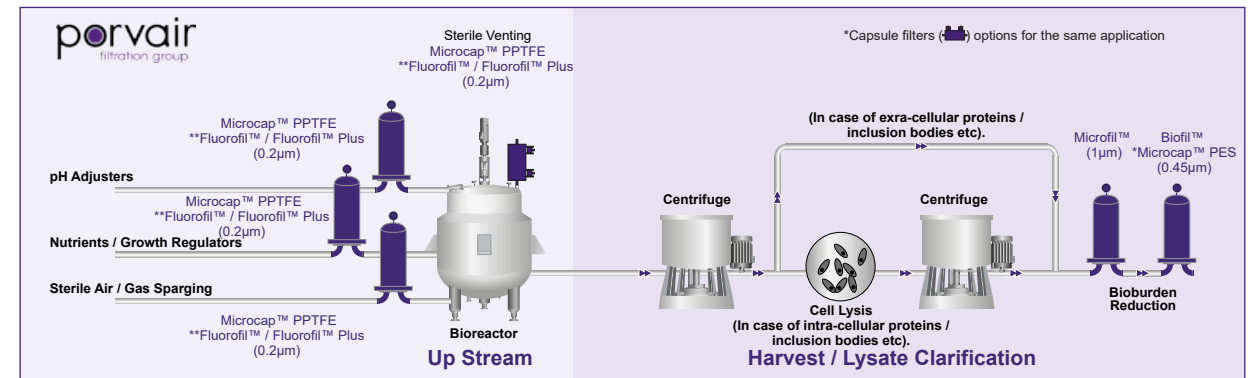 porvair
filtration group
Sterile Venting
Microcap™ PPTFE
**Fluorofil™ / Fluorofil™ Plus
(0.2µm)
*Capsule filters ( ) options for the same application
Microcap™ PPTFE
**Fluorofil™ / Fluorofil™ Plus
(0.2µm)
pH Adjusters
Microcap™ PPTFE
**Fluorofil™ / Fluorofil™ Plus
(0.2µm)
Nutrients / Growth Regulators
Sterile Air / Gas Sparging
Microcap™ PPTFE
**Fluorofil™ / Fluorofil™ Plus
(0.2µm)
Bioreactor
Up Stream
(In case of exra-cellular proteins /
inclusion bodies etc).
Centrifuge
Cell Lysis
(In case of intra-cellular proteins /
inclusion bodies etc).
Centrifuge
Microfil™
(1µm)
Biofil™
*Microcap™ PES
(0.45µm)
Bioburden
Reduction
Harvest / Lysate Clarification